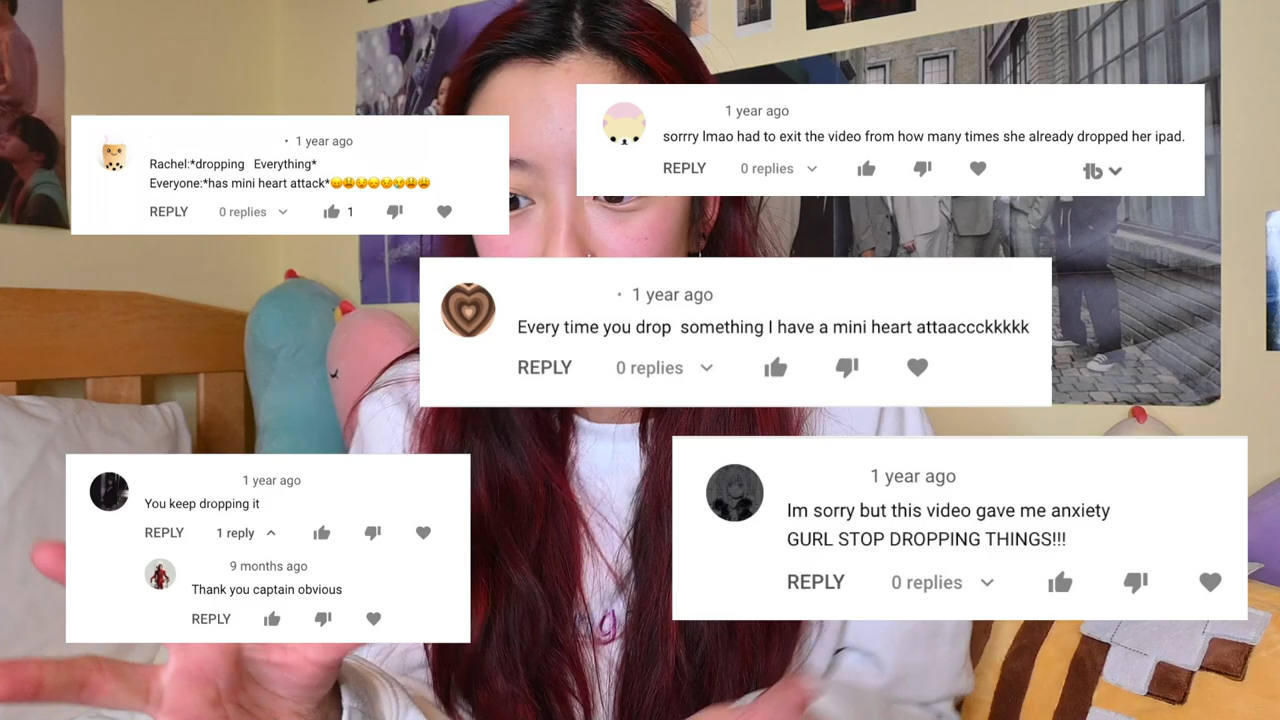 1 year ago
sorrry lmao had to exit the video from how many times she already dropped her ipad.
REPLY 0 replies
tb
• 1 year ago
Rachel:*dropping Everything*
Everyone:*has mini heart attack*😖😫😣😔😣😢😫😩
REPLY 0 replies 1
• 1 year ago
Every time you drop something I have a mini heart attaaccckkkkk
REPLY 0 replies
1 year ago
You keep dropping it
REPLY 1 reply
9 months ago
Thank you captain obvious
REPLY
1 year ago
Im sorry but this video gave me anxiety
GURL STOP DROPPING THINGS!!!
REPLY 0 replies